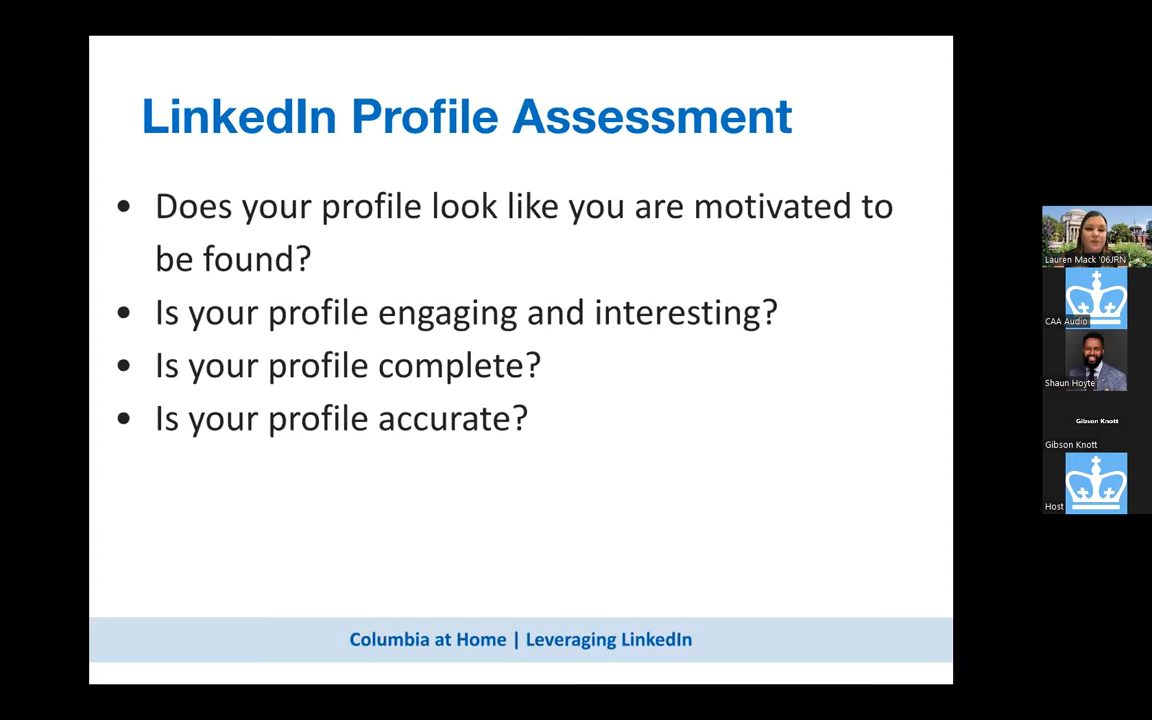 LinkedIn Profile Assessment
• Does your profile look like you are motivated to
be found?
• Is your profile engaging and interesting?
• Is your profile complete?
• Is your profile accurate?
Columbia at Home | Leveraging LinkedIn
Lauren Mack '06JRN
CAA Audio
Shaun Hoyte
Gibson Knott
Gibson Knott
Host